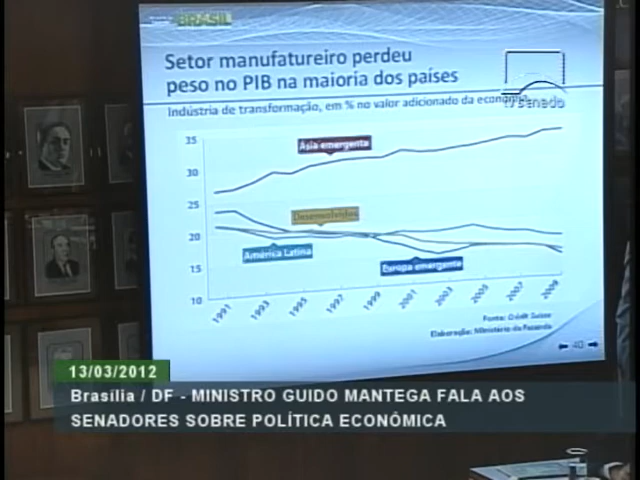 BRASIL
Setor manufatureiro perdeu
peso no PIB na maioria dos países
tv senado
Indústria de transformação, em % no valor adicionado da economia
35
30
25
20
15
10
Ásia emergente
Desenvolvidos
América Latina
Europa emergente
1991
1993
1995
1997
1999
2001
2003
2005
2007
2009
Fonte: Crédit Suisse
Elaboração: Ministério da Fazenda
40
13/03/2012
Brasília / DF - MINISTRO GUIDO MANTEGA FALA AOS
SENADORES SOBRE POLÍTICA ECONÔMICA